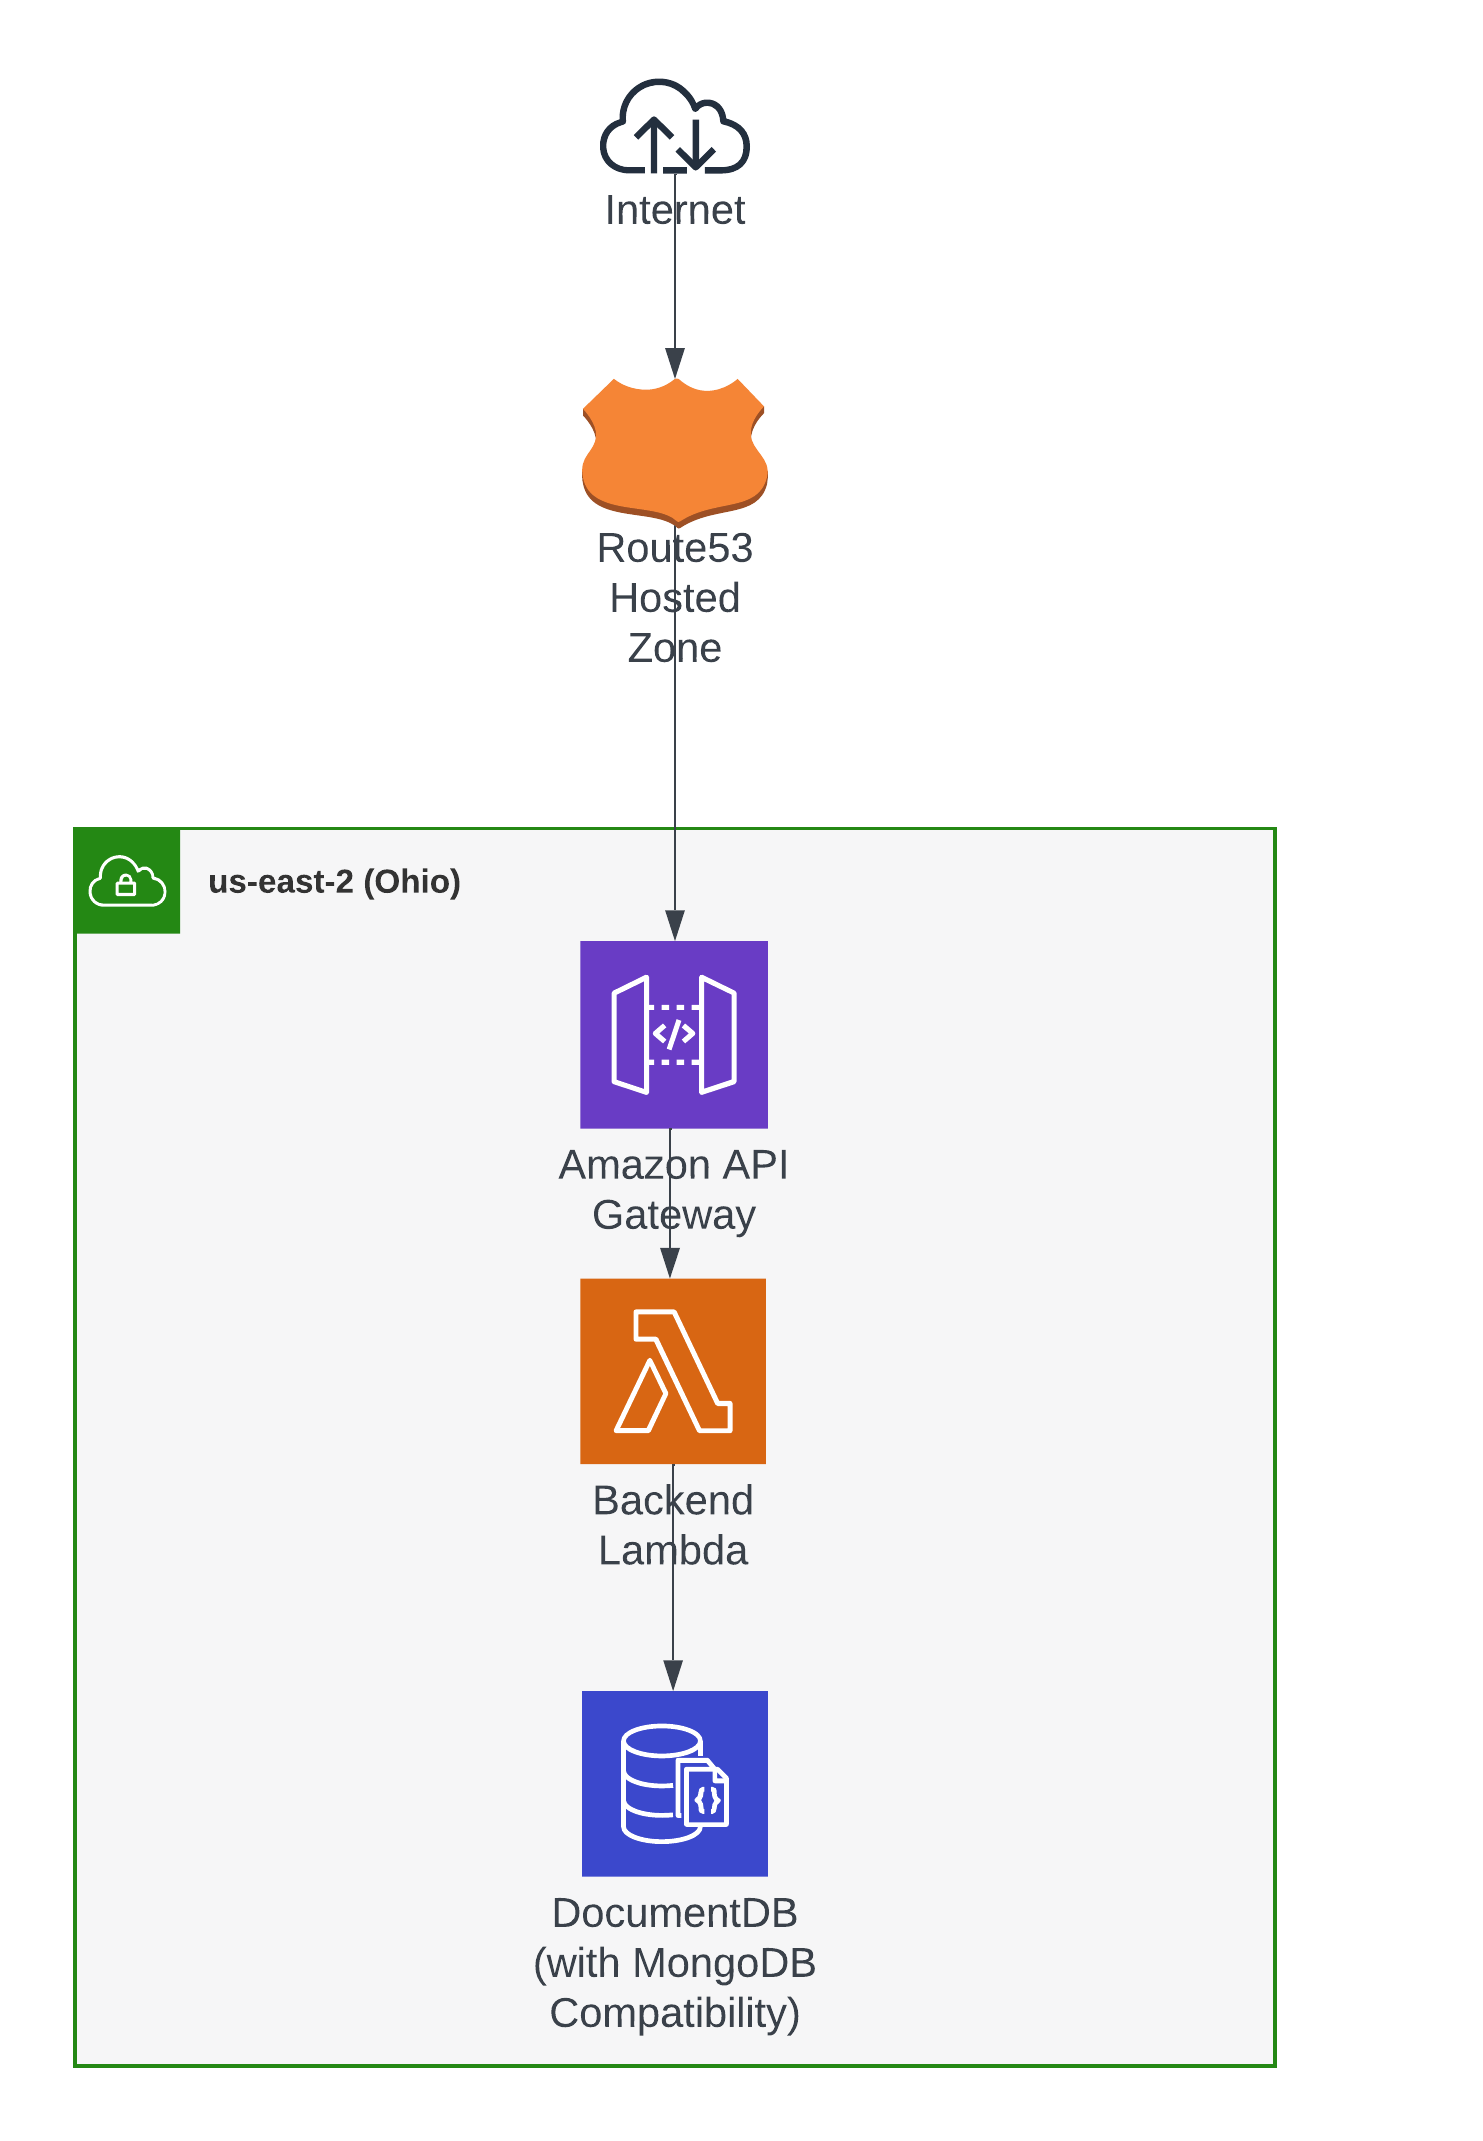 Internet
Route53
Hosted
Zone
us-east-2 (Ohio)
Amazon API
Gateway
Backend
Lambda
DocumentDB
(with MongoDB
Compatibility)